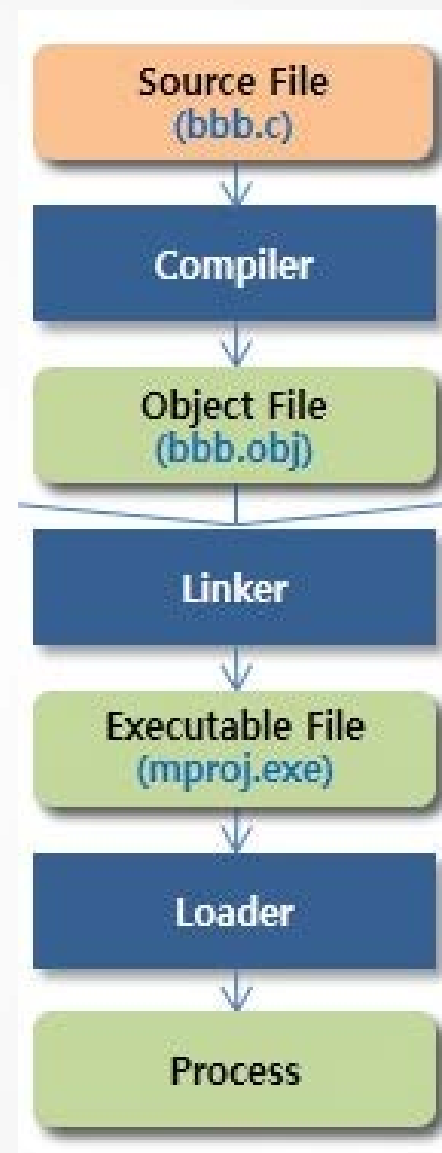 Source File
(bbb.c)
Compiler
Object File
(bbb.obj)
Linker
Executable File
(mproj.exe)
Loader
Process